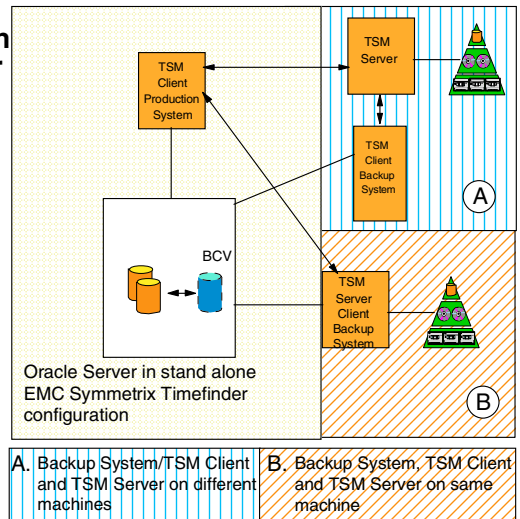 TSM
Client
Production
System
TSM
Server
TSM
Client
Backup
System
A
BCV
TSM
Server
Client
Backup
System
B
Oracle Server in stand alone
EMC Symmetrix Timefinder
configuration
A. Backup System/TSM Client
and TSM Server on different
machines
B. Backup System, TSM Client
and TSM Server on same
machine